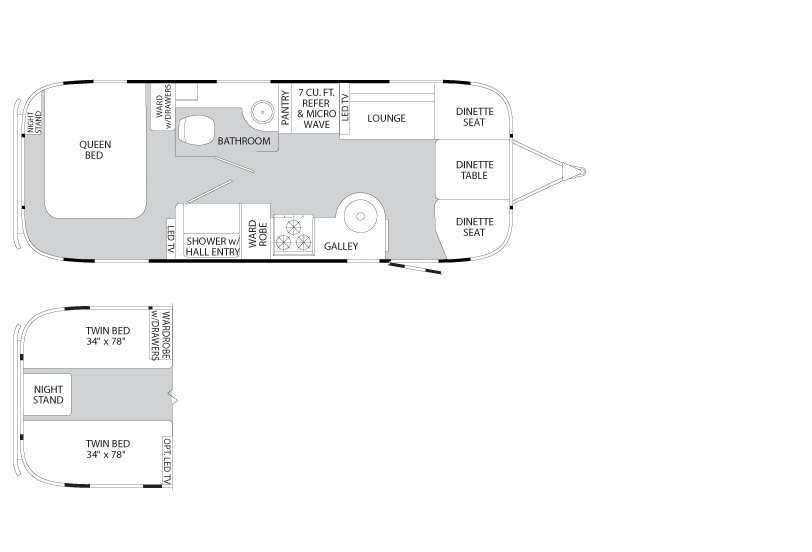 NIGHT
STAND
QUEEN
BED
WARD
w/DRAWERS
BATHROOM
PANTRY
7 CU. FT.
REFER
& MICRO
WAVE
LED TV
LOUNGE
DINETTE
SEAT
DINETTE
TABLE
DINETTE
SEAT
LED TV
SHOWER w/
HALL ENTRY
WARD
ROBE
GALLEY
TWIN BED
34" x 78"
WARDROBE
w/DRAWERS
NIGHT
STAND
TWIN BED
34" x 78"
OPT. LED TV